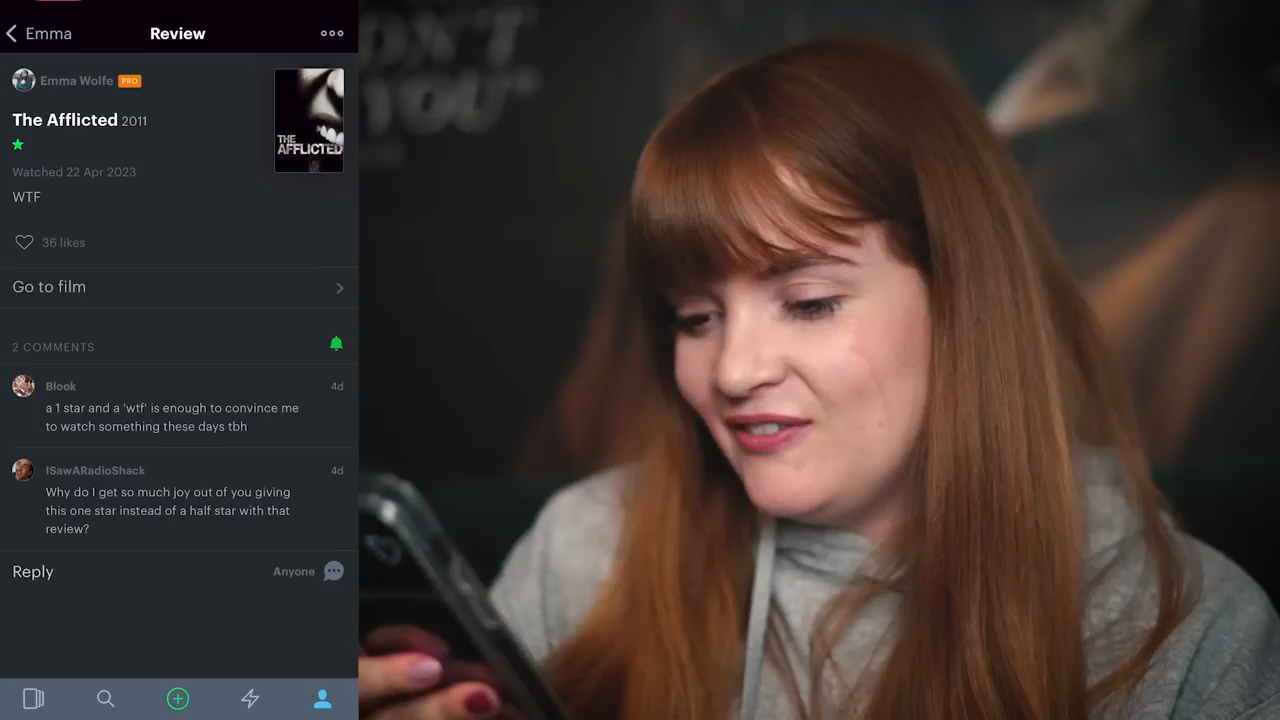 Emma
Review
Emma Wolfe PRO
The Afflicted 2011
THE
AFFLICTED
Watched 22 Apr 2023
WTF
36 likes
Go to film
2 COMMENTS
Blook 4d
a 1 star and a 'wtf' is enough to convince me
to watch something these days tbh
ISawARadioShack 4d
Why do I get so much joy out of you giving
this one star instead of a half star with that
review?
Reply Anyone
YOU"